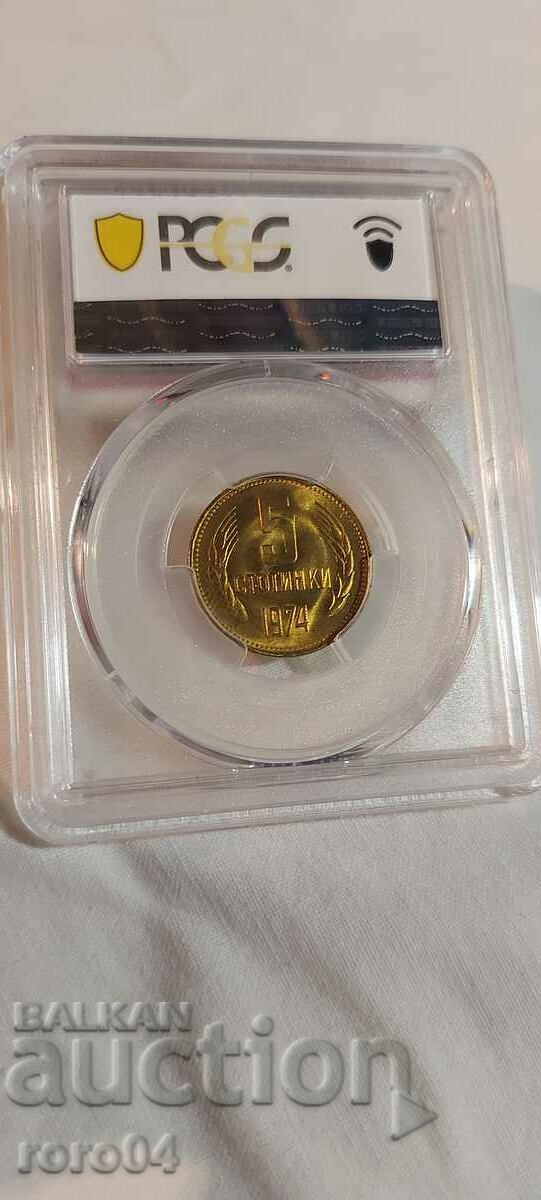 PCGS
5
СТОТИНКИ
1974
BALKAN
auction
roro04